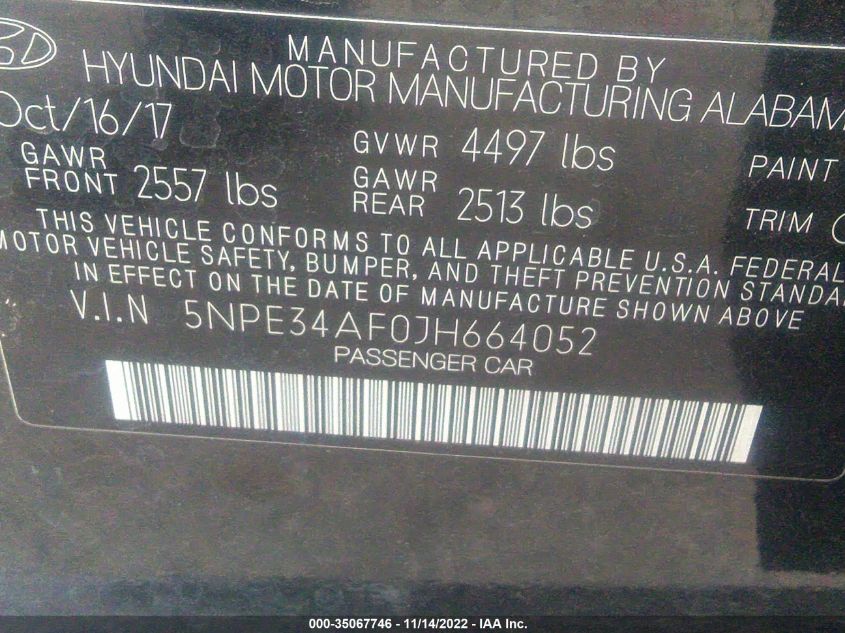 MANUFACTURED BY
HYUNDAI MOTOR MANUFACTURING ALABAM
Oct/16/17
GVWR 4497 lbs
PAINT
GAWR FRONT 2557 lbs
GAWR REAR 2513 lbs
TRIM
THIS VEHICLE CONFORMS TO ALL APPLICABLE U.S.A. FEDERAL
MOTOR VEHICLE SAFETY, BUMPER, AND THEFT PREVENTION STANDA
IN EFFECT ON THE DATE OF MANUFACTURE SHOWN ABOVE
V.I.N 5NPE34AF0JH664052
PASSENGER CAR
000-35067746 - 11/14/2022 - IAA Inc.